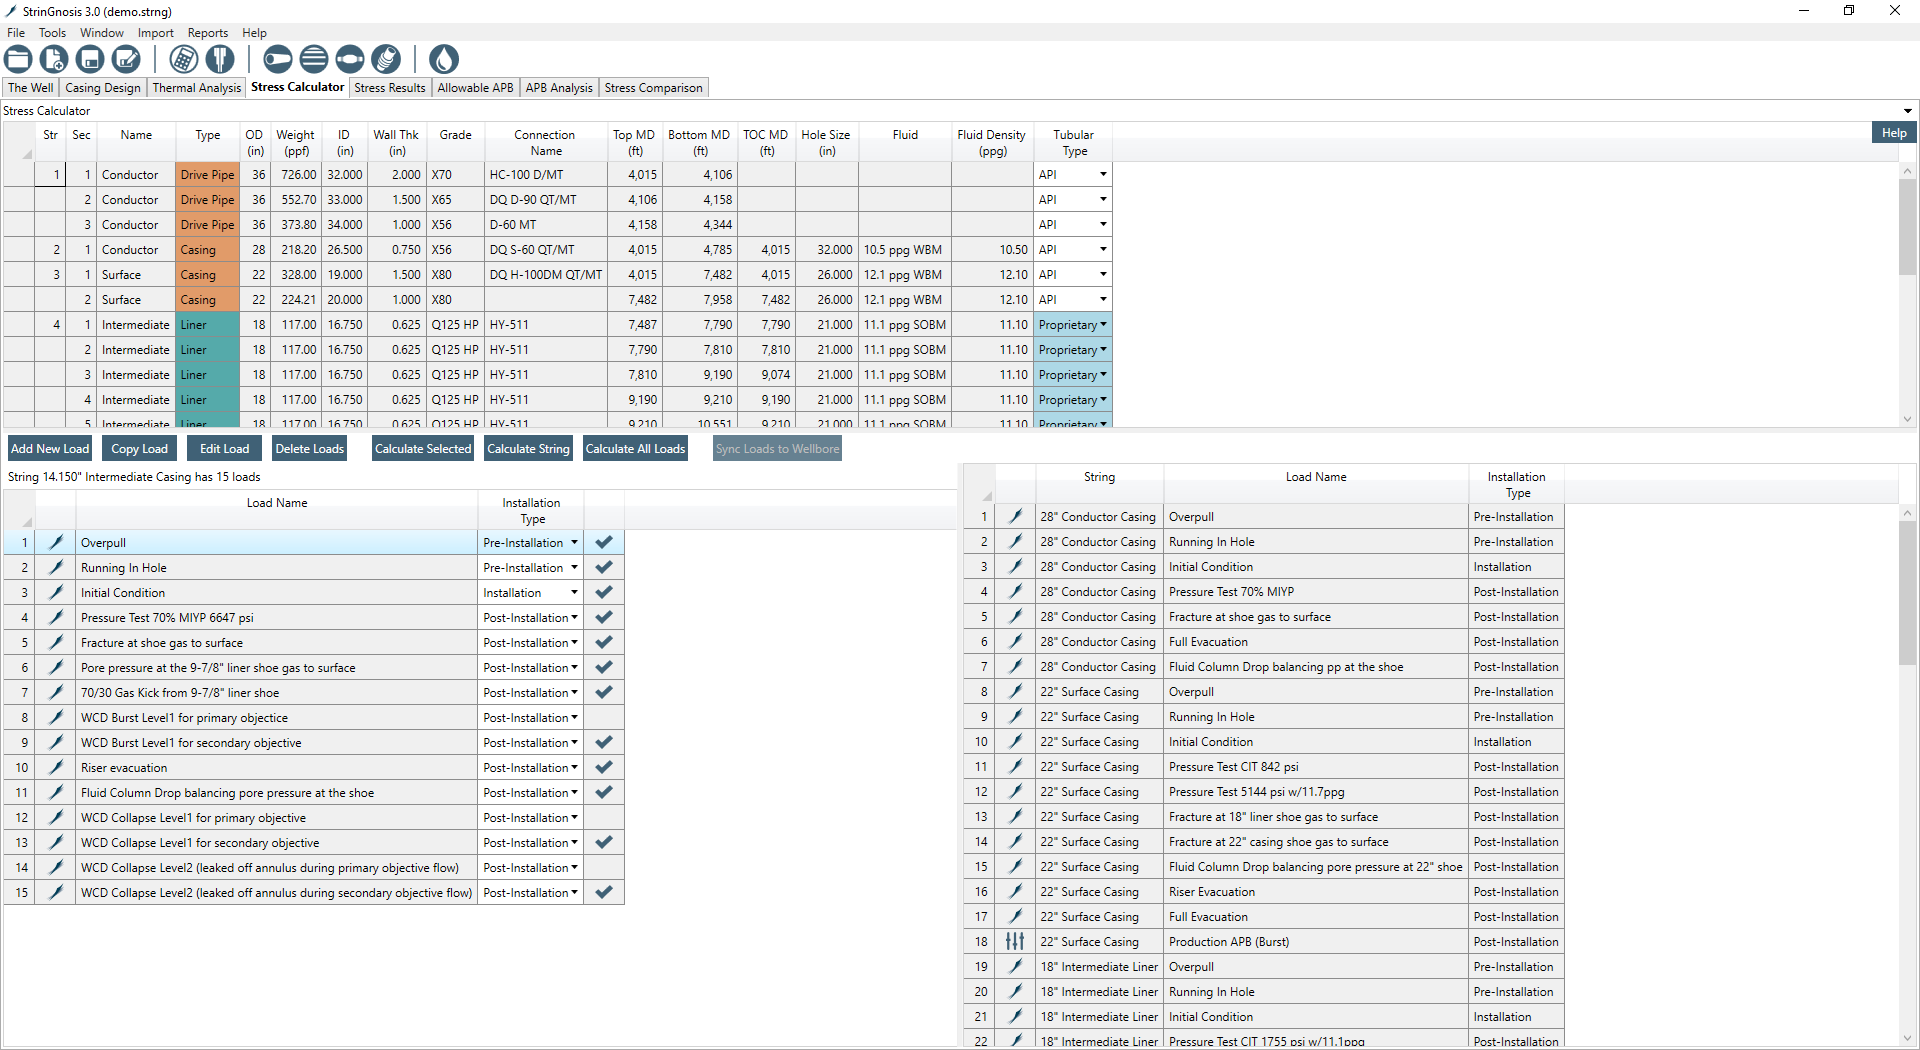 StrinGnosis 3.0 (demo.strng)
File Tools Window Import Reports Help
The Well Casing Design Thermal Analysis Stress Calculator Stress Results Allowable APB APB Analysis Stress Comparison
Stress Calculator
Help
Str Sec Name Type OD (in) Weight (ppf) ID (in) Wall Thk (in) Grade Connection Name Top MD (ft) Bottom MD (ft) TOC MD (ft) Hole Size (in) Fluid Fluid Density (ppg) Tubular Type
1 1 Conductor Drive Pipe 36 726.00 32.000 2.000 X70 HC-100 D/MT 4,015 4,106 API
2 Conductor Drive Pipe 36 552.70 33.000 1.500 X65 DQ D-90 QT/MT 4,106 4,158 API
3 Conductor Drive Pipe 36 373.80 34.000 1.000 X56 D-60 MT 4,158 4,344 API
2 1 Conductor Casing 28 218.20 26.500 0.750 X56 DQ S-60 QT/MT 4,015 4,785 4,015 32.000 10.5 ppg WBM 10.50 API
3 1 Surface Casing 22 328.00 19.000 1.500 X80 DQ H-100DM QT/MT 4,015 7,482 4,015 26.000 12.1 ppg WBM 12.10 API
2 Surface Casing 22 224.21 20.000 1.000 X80 7,482 7,958 7,482 26.000 12.1 ppg WBM 12.10 API
4 1 Intermediate Liner 18 117.00 16.750 0.625 Q125 HP HY-511 7,487 7,790 7,790 21.000 11.1 ppg SOBM 11.10 Proprietary
2 Intermediate Liner 18 117.00 16.750 0.625 Q125 HP HY-511 7,790 7,810 7,810 21.000 11.1 ppg SOBM 11.10 Proprietary
3 Intermediate Liner 18 117.00 16.750 0.625 Q125 HP HY-511 7,810 9,190 9,074 21.000 11.1 ppg SOBM 11.10 Proprietary
4 Intermediate Liner 18 117.00 16.750 0.625 Q125 HP HY-511 9,190 9,210 9,190 21.000 11.1 ppg SOBM 11.10 Proprietary
5 Intermediate Liner 18 117.00 16.750 0.625 Q125 HP HY-511 9,210 10,551 9,210 21.000 11.1 ppg SOBM 11.10 Proprietary
Add New Load Copy Load Edit Load Delete Loads Calculate Selected Calculate String Calculate All Loads Sync Loads to Wellbore
String 14.150" Intermediate Casing has 15 loads
Load Name Installation Type
1 Overpull Pre-Installation
2 Running In Hole Pre-Installation
3 Initial Condition Installation
4 Pressure Test 70% MIYP 6647 psi Post-Installation
5 Fracture at shoe gas to surface Post-Installation
6 Pore pressure at the 9-7/8" liner shoe gas to surface Post-Installation
7 70/30 Gas Kick from 9-7/8" liner shoe Post-Installation
8 WCD Burst Level1 for primary objectice Post-Installation
9 WCD Burst Level1 for secondary objective Post-Installation
10 Riser evacuation Post-Installation
11 Fluid Column Drop balancing pore pressure at the shoe Post-Installation
12 WCD Collapse Level1 for primary objective Post-Installation
13 WCD Collapse Level1 for secondary objective Post-Installation
14 WCD Collapse Level2 (leaked off annulus during primary objective flow) Post-Installation
15 WCD Collapse Level2 (leaked off annulus during secondary objective flow) Post-Installation
String Load Name Installation Type
1 28" Conductor Casing Overpull Pre-Installation
2 28" Conductor Casing Running In Hole Pre-Installation
3 28" Conductor Casing Initial Condition Installation
4 28" Conductor Casing Pressure Test 70% MIYP Post-Installation
5 28" Conductor Casing Fracture at shoe gas to surface Post-Installation
6 28" Conductor Casing Full Evacuation Post-Installation
7 28" Conductor Casing Fluid Column Drop balancing pp at the shoe Post-Installation
8 22" Surface Casing Overpull Pre-Installation
9 22" Surface Casing Running In Hole Pre-Installation
10 22" Surface Casing Initial Condition Installation
11 22" Surface Casing Pressure Test CIT 842 psi Post-Installation
12 22" Surface Casing Pressure Test 5144 psi w/11.7ppg Post-Installation
13 22" Surface Casing Fracture at 18" liner shoe gas to surface Post-Installation
14 22" Surface Casing Fracture at 22" casing shoe gas to surface Post-Installation
15 22" Surface Casing Fluid Column Drop balancing pore pressure at 22" shoe Post-Installation
16 22" Surface Casing Riser Evacuation Post-Installation
17 22" Surface Casing Full Evacuation Post-Installation
18 22" Surface Casing Production APB (Burst) Post-Installation
19 18" Intermediate Liner Overpull Pre-Installation
20 18" Intermediate Liner Running In Hole Pre-Installation
21 18" Intermediate Liner Initial Condition Installation
22 18" Intermediate Liner Pressure Test CIT 1755 psi w/11.1ppg Post-Installation